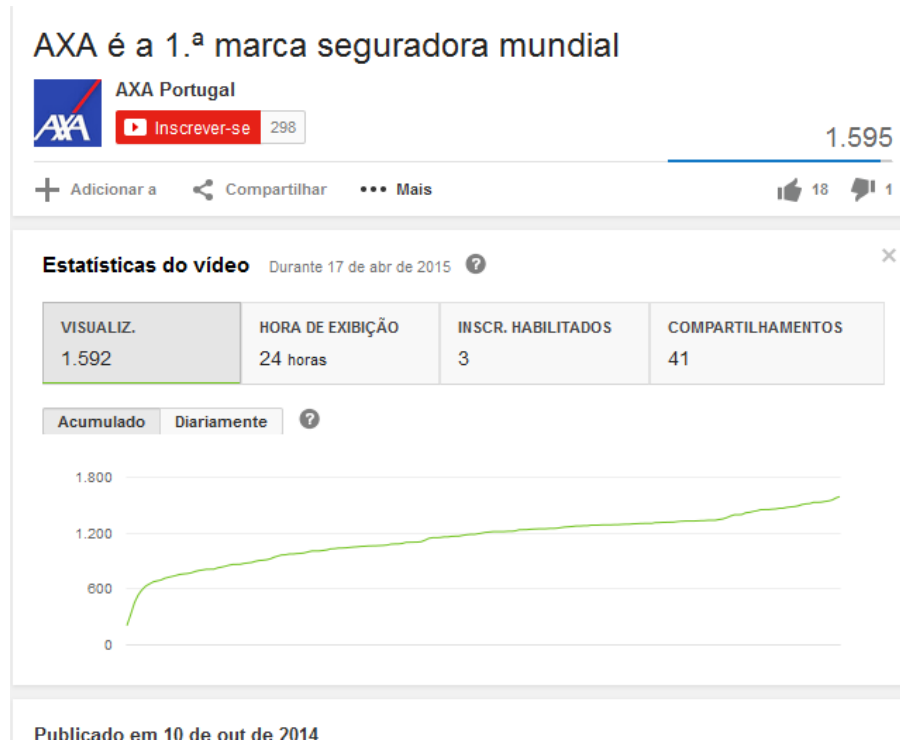 AXA é a 1.ª marca seguradora mundial
AXA
AXA Portugal
Inscrever-se 298
1.595
Adicionar a Compartilhar Mais 18 1
Estatísticas do vídeo Durante 17 de abr de 2015 ?
VISUALIZ. HORA DE EXIBIÇÃO INSCR. HABILITADOS COMPARTILHAMENTOS
1.592 24 horas 3 41
Acumulado Diariamente ?
1.800
1.200
600
0
Publicado em 10 de out de 2014